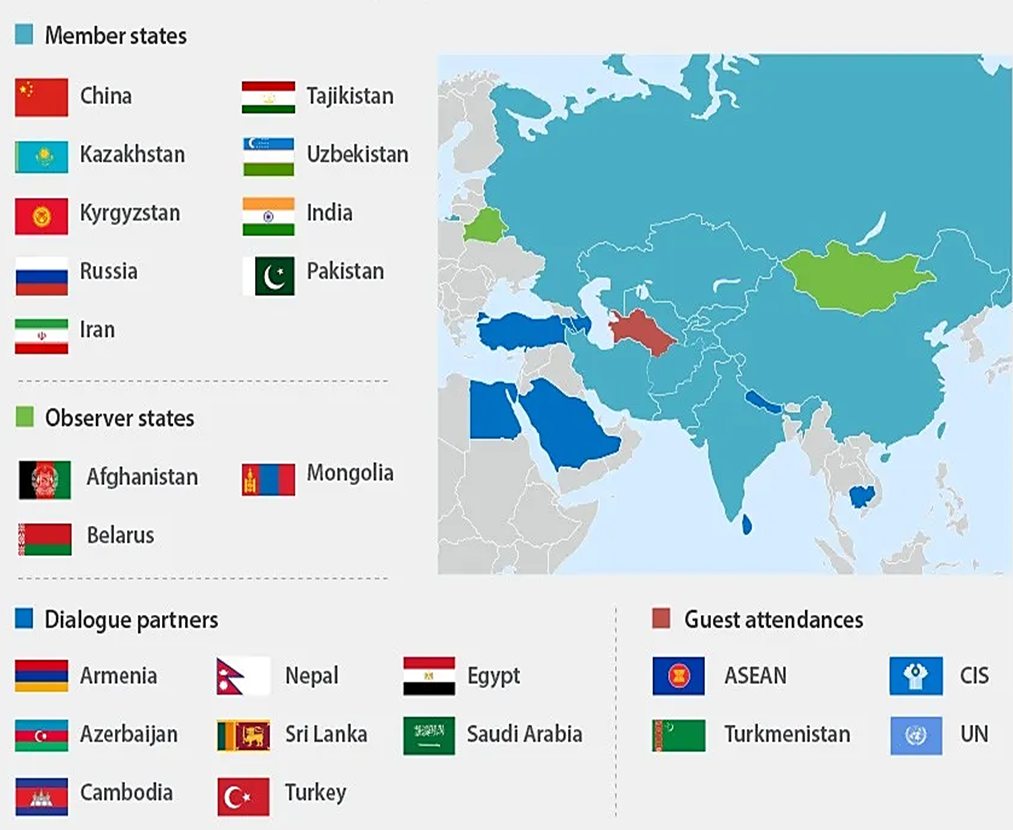 Member states
China
Tajikistan
Kazakhstan
Uzbekistan
Kyrgyzstan
India
Russia
Pakistan
Iran
Observer states
Afghanistan
Mongolia
Belarus
Dialogue partners
Armenia
Nepal
Egypt
Azerbaijan
Sri Lanka
Saudi Arabia
Cambodia
Turkey
Guest attendances
ASEAN
CIS
Turkmenistan
UN